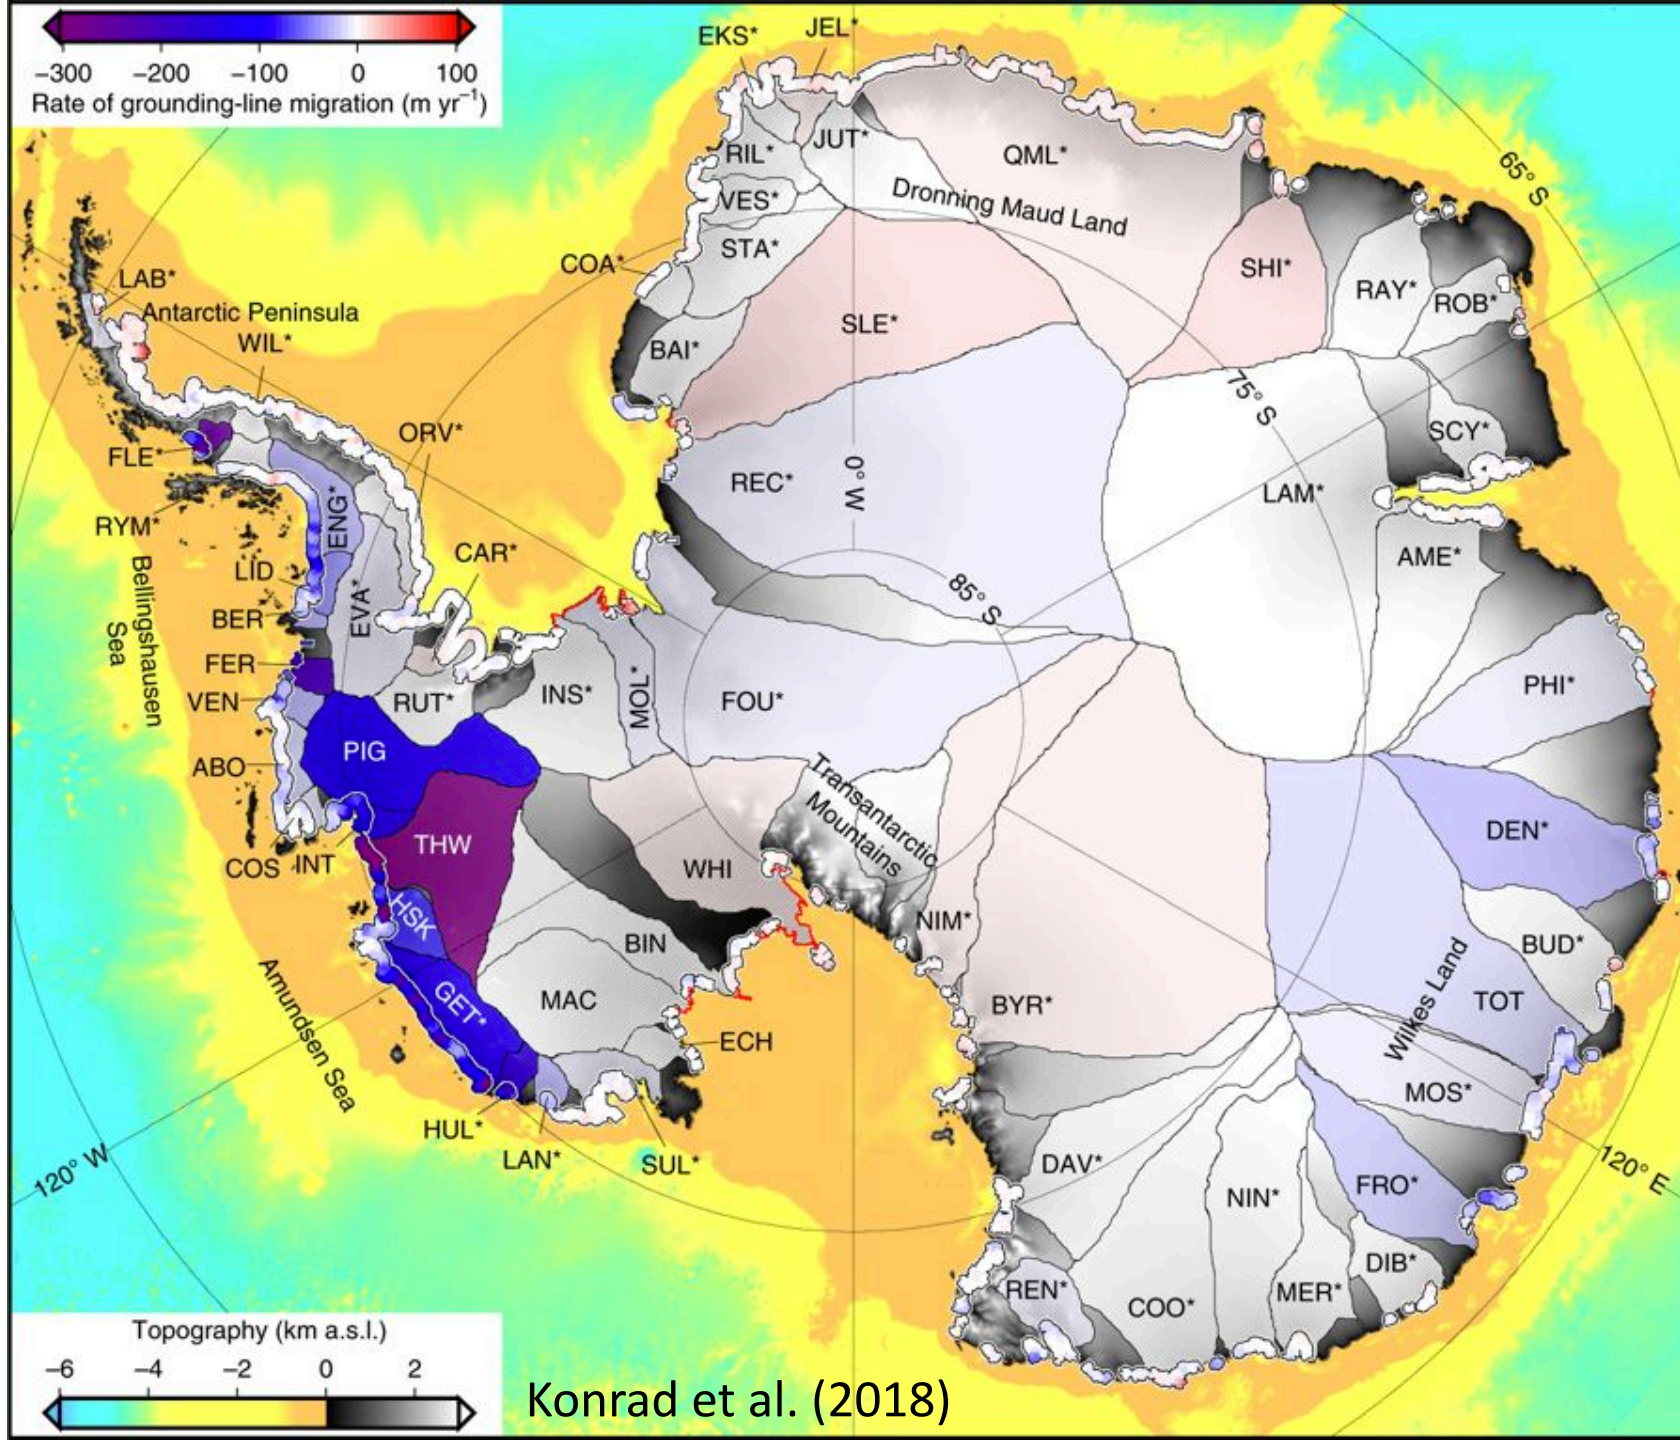 −300 −200 −100 0 100
Rate of grounding-line migration (m yr⁻¹)
EKS*
JEL*
RIL*
JUT*
QML*
65° S
VES*
Dronning Maud Land
STA*
COA*
SHI*
LAB*
RAY*
ROB*
Antarctic Peninsula
WIL*
SLE*
BAI*
75° S
ORV*
SCY*
FLE*
REC*
0° W
LAM*
ENG*
RYM*
CAR*
AME*
LID
85° S
Bellingshausen
Sea
EVA*
BER
FER
VEN
RUT*
INS*
MOL*
FOU*
PHI*
PIG
ABO
Transantarctic
Mountains
DEN*
THW
COS
INT
WHI
HSK
NIM*
BIN
BUD*
Amundsen Sea
GET*
MAC
BYR*
TOT
Wilkes Land
ECH
MOS*
HUL*
LAN*
SUL*
120° W
120° E
DAV*
NIN*
FRO*
DIB*
REN*
COO*
MER*
Topography (km a.s.l.)
−6 −4 −2 0 2
Konrad et al. (2018)